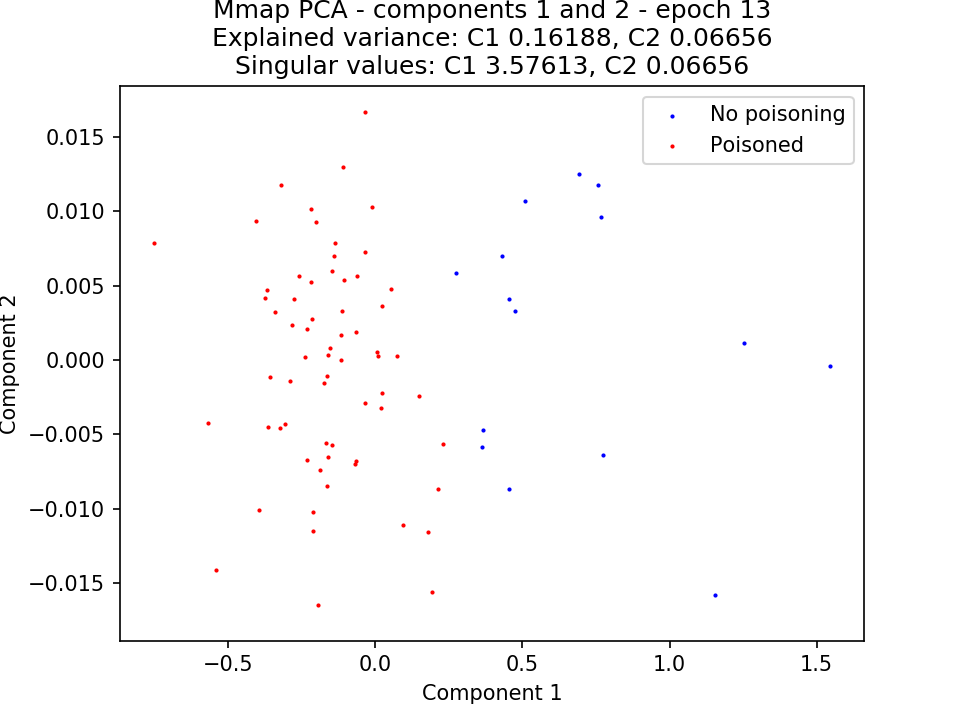 Mmap PCA - components 1 and 2 - epoch 13
Explained variance: C1 0.16188, C2 0.06656
Singular values: C1 3.57613, C2 0.06656
No poisoning
Poisoned
0.015
0.010
0.005
0.000
−0.005
−0.010
−0.015
Component 2
−0.5
0.0
0.5
1.0
1.5
Component 1